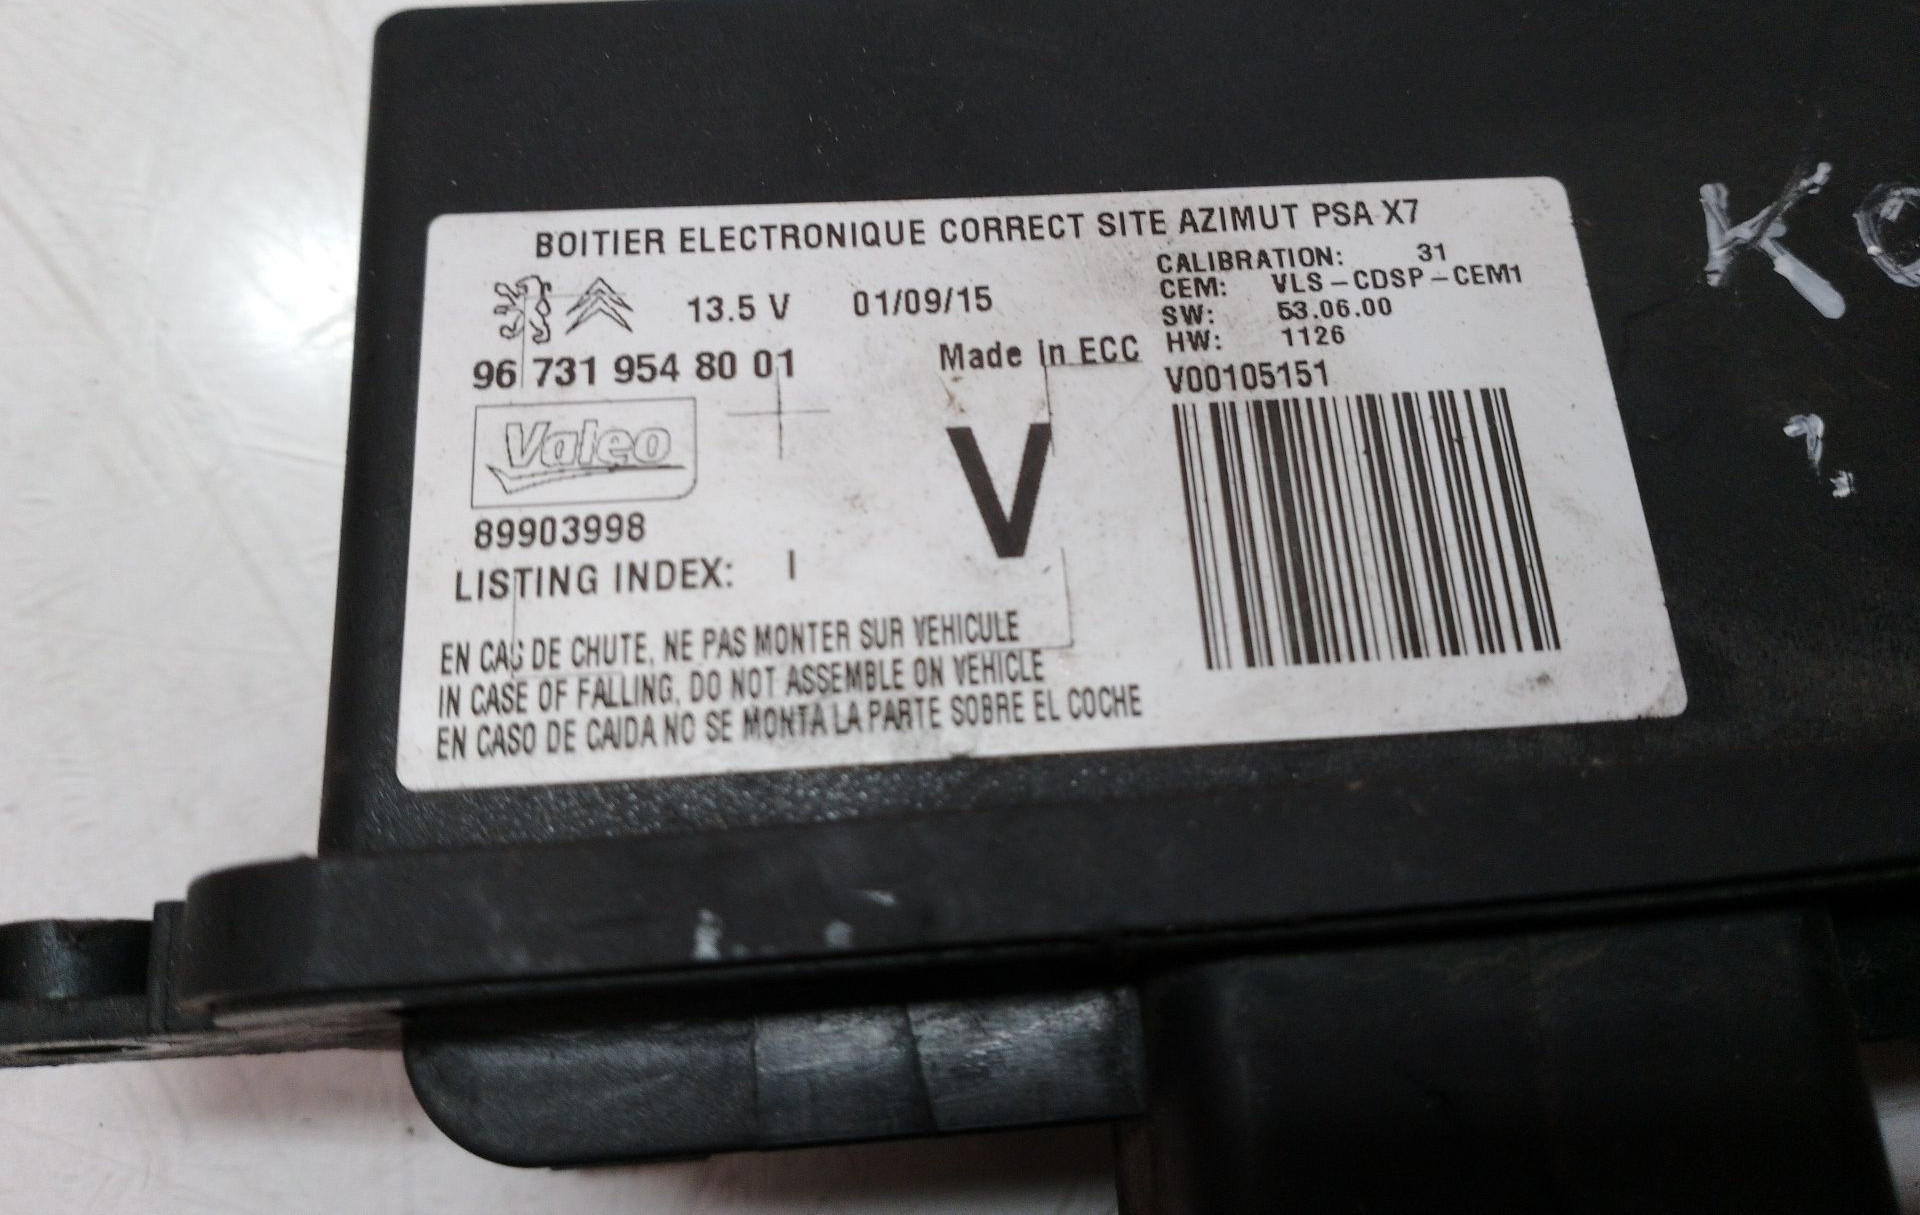 BOITIER ELECTRONIQUE CORRECT SITE AZIMUT PSA X7
13.5 V 01/09/15
96 731 954 80 01
Made in ECC
CALIBRATION: 31
CEM: VLS-CDSP-CEM1
SW: 53.06.00
HW: 1126
V00105151
Valeo
V
89903998
LISTING INDEX: I
EN CAS DE CHUTE, NE PAS MONTER SUR VEHICULE
IN CASE OF FALLING, DO NOT ASSEMBLE ON VEHICLE
EN CASO DE CAIDA NO SE MONTA LA PARTE SOBRE EL COCHE